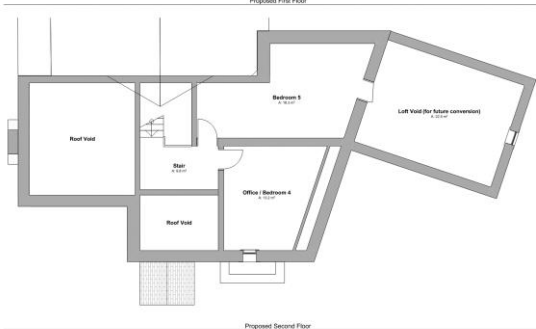 Proposed First Floor
Bedroom 5
Loft Void (for future conversion)
Roof Void
Stair
Office / Bedroom 4
Roof Void
Proposed Second Floor